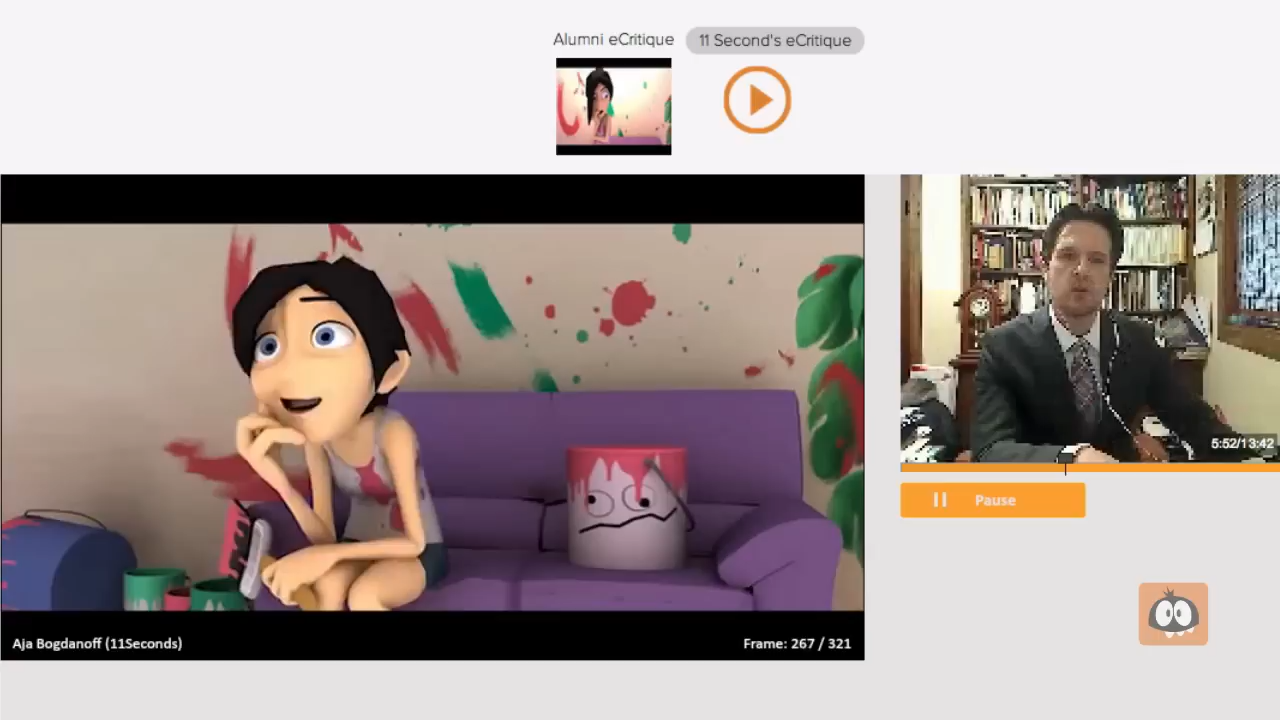 Alumni eCritique
11 Second's eCritique
5:52/13:42
Pause
Aja Bogdanoff (11Seconds)
Frame: 267 / 321